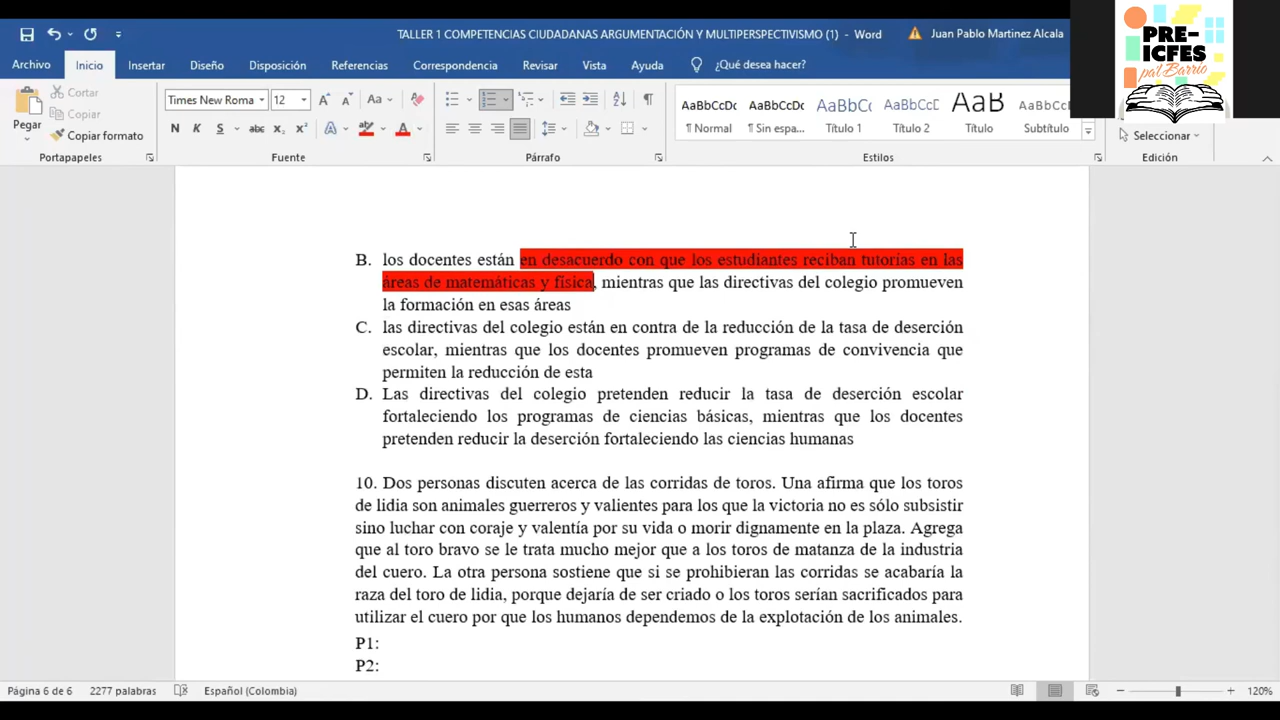 TALLER 1 COMPETENCIAS CIUDADANAS ARGUMENTACIÓN Y MULTIPERSPECTIVISMO (1) - Word
Juan Pablo Martinez Alcala
PRE-
ICFES
pa'l Barrio
Archivo Inicio Insertar Diseño Disposición Referencias Correspondencia Revisar Vista Ayuda ¿Qué desea hacer?
Pegar
Cortar
Copiar
Copiar formato
Portapapeles
Times New Roma 12
N K S abc x₂ x²
Fuente
Párrafo
AaBbCcDc AaBbCcDc AaBbCc AaBbCcD AaB AaBbCcD
¶ Normal ¶ Sin espa... Título 1 Título 2 Título Subtítulo
Estilos
Seleccionar
Edición
B. los docentes están en desacuerdo con que los estudiantes reciban tutorías en las
áreas de matemáticas y física, mientras que las directivas del colegio promueven
la formación en esas áreas
C. las directivas del colegio están en contra de la reducción de la tasa de deserción
escolar, mientras que los docentes promueven programas de convivencia que
permiten la reducción de esta
D. Las directivas del colegio pretenden reducir la tasa de deserción escolar
fortaleciendo los programas de ciencias básicas, mientras que los docentes
pretenden reducir la deserción fortaleciendo las ciencias humanas
10. Dos personas discuten acerca de las corridas de toros. Una afirma que los toros
de lidia son animales guerreros y valientes para los que la victoria no es sólo subsistir
sino luchar con coraje y valentía por su vida o morir dignamente en la plaza. Agrega
que al toro bravo se le trata mucho mejor que a los toros de matanza de la industria
del cuero. La otra persona sostiene que si se prohibieran las corridas se acabaría la
raza del toro de lidia, porque dejaría de ser criado o los toros serían sacrificados para
utilizar el cuero por que los humanos dependemos de la explotación de los animales.
P1:
P2:
Página 6 de 6 2277 palabras Español (Colombia) 120%